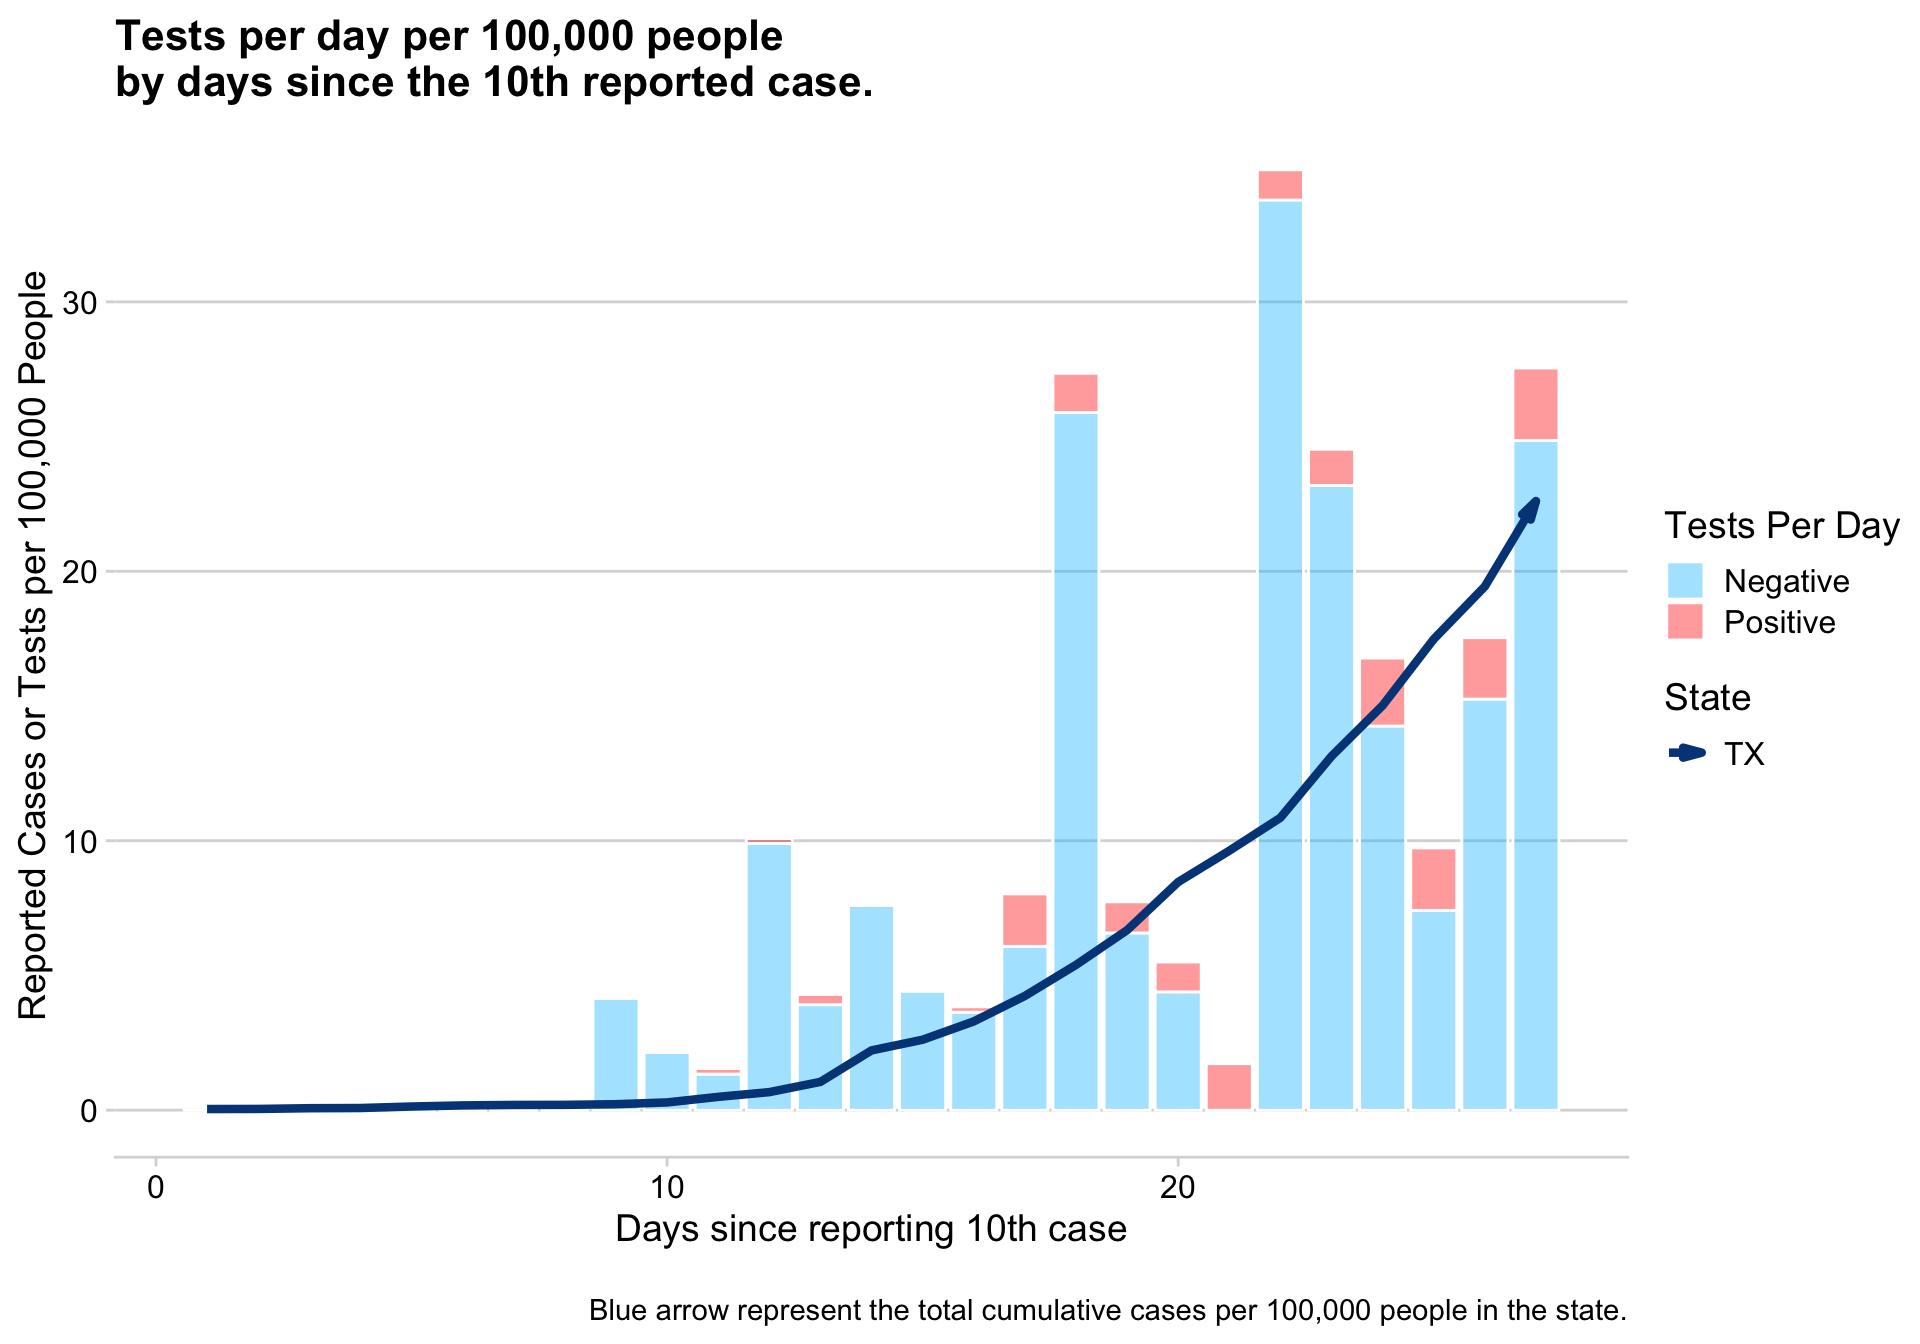 Tests per day per 100,000 people
by days since the 10th reported case.
Reported Cases or Tests per 100,000 People
30
20
10
0
0
10
20
Days since reporting 10th case
Tests Per Day
Negative
Positive
State
TX
Blue arrow represent the total cumulative cases per 100,000 people in the state.